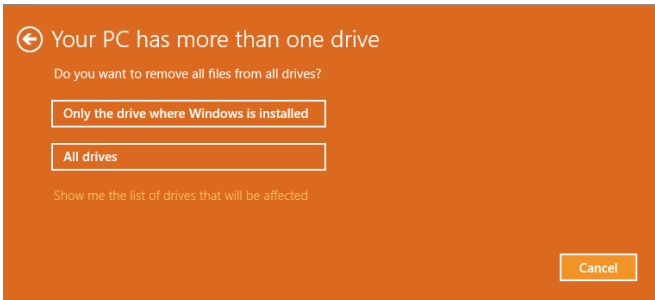 Your PC has more than one drive
Do you want to remove all files from all drives?
Only the drive where Windows is installed
All drives
Show me the list of drives that will be affected
Cancel